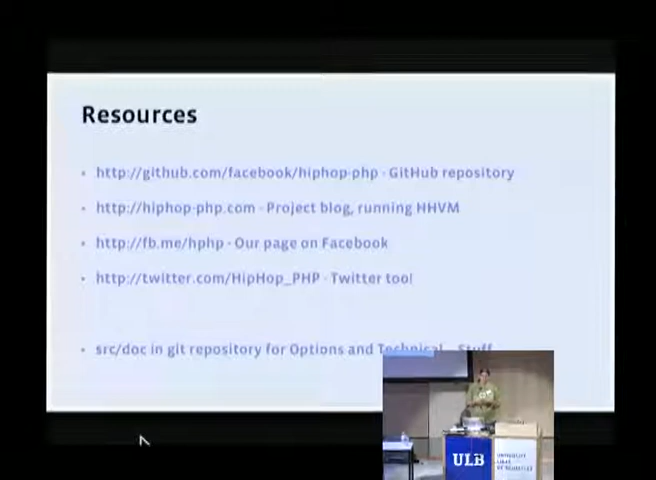 Resources
• http://github.com/facebook/hiphop-php · GitHub repository
• http://hiphop-php.com · Project blog, running HHVM
• http://fb.me/hphp · Our page on Facebook
• http://twitter.com/HipHop_PHP · Twitter too!
• src/doc in git repository for Options and Technical
ULB